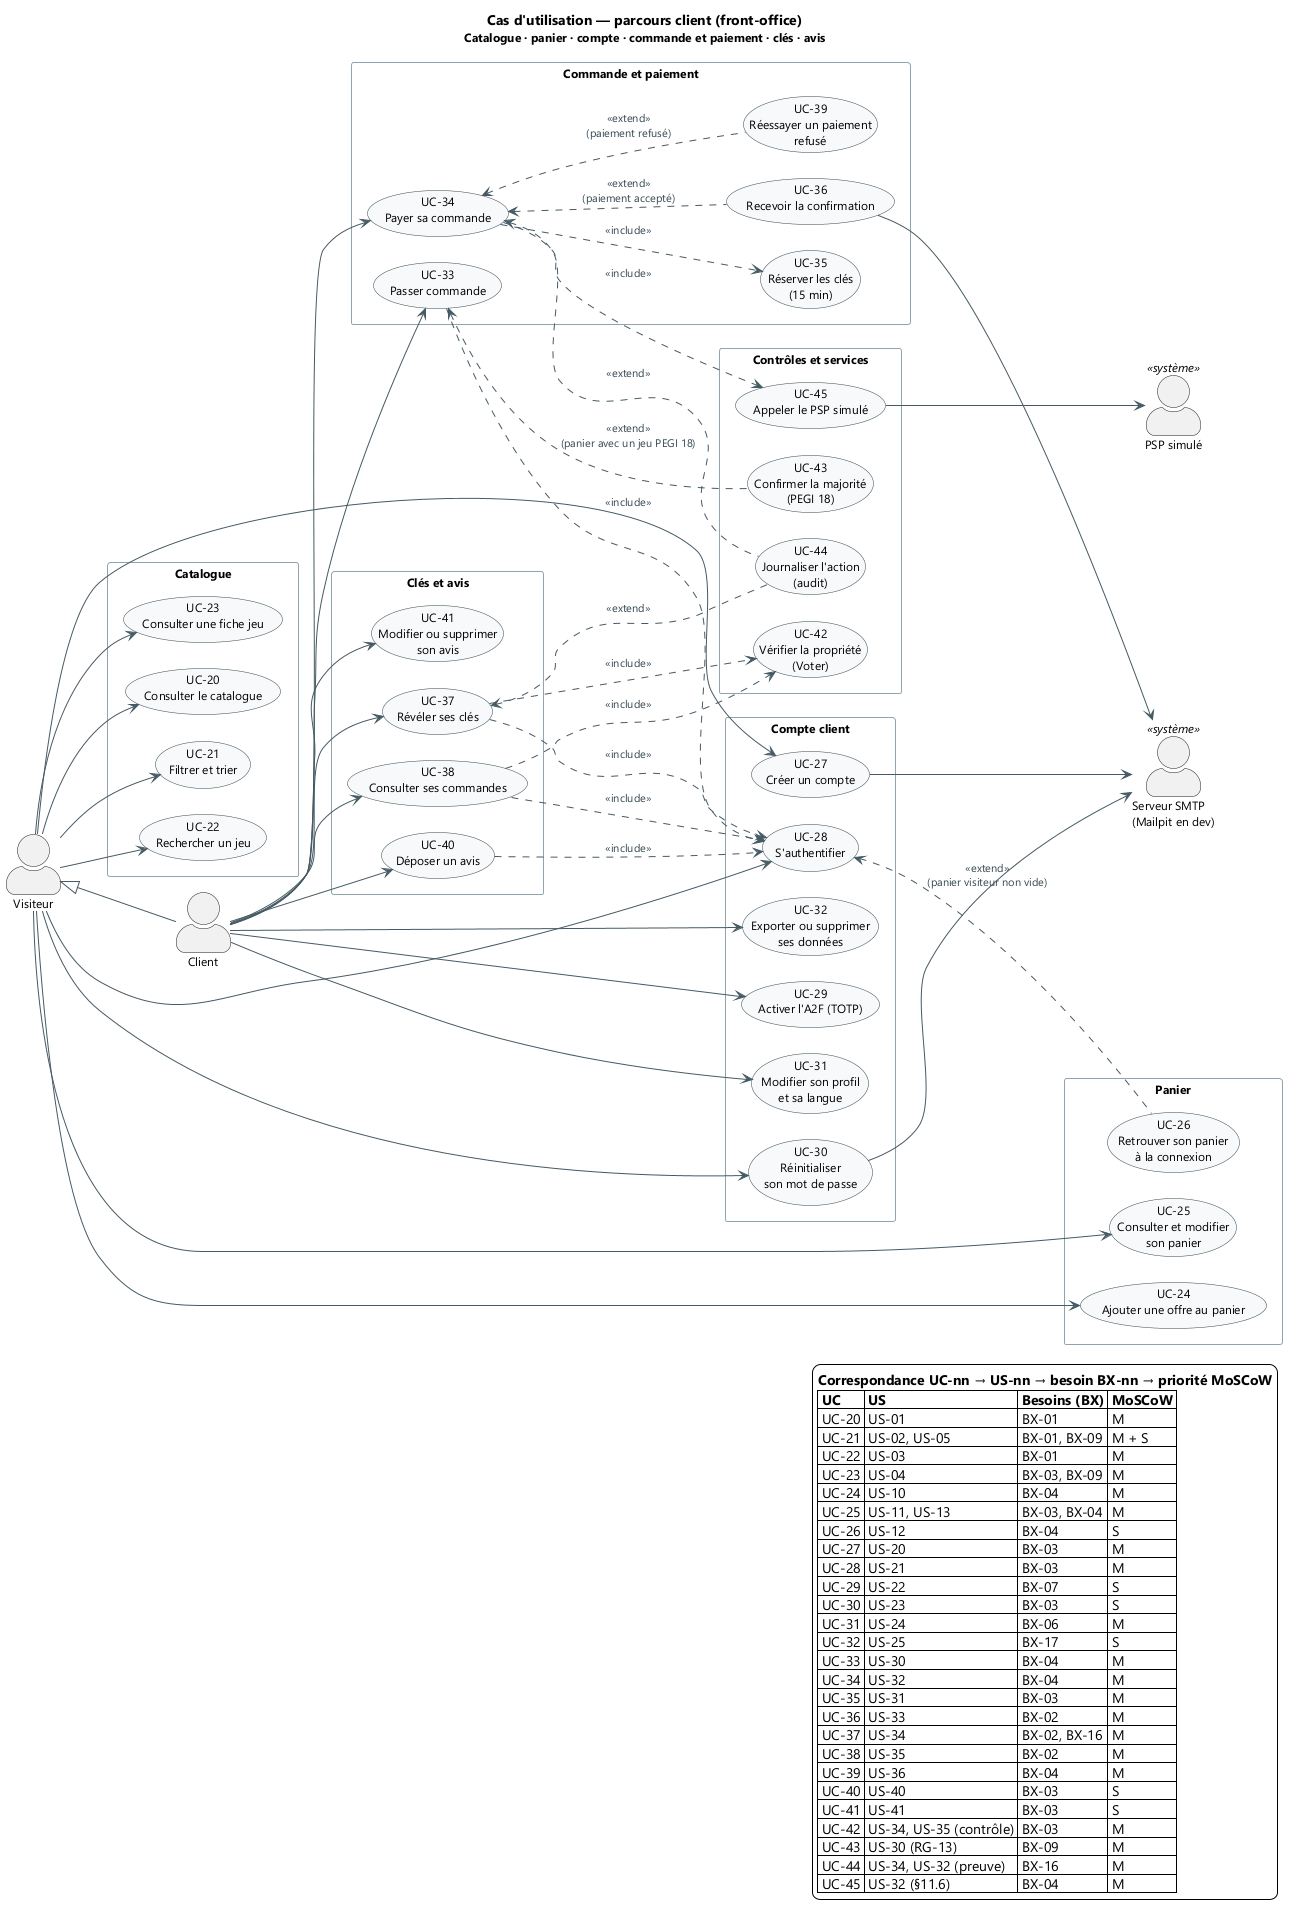 Cas d'utilisation — parcours client (front-office)
Catalogue · panier · compte · commande et paiement · clés · avis
Commande et paiement
UC-39
Réessayer un paiement
refusé
«extend»
(paiement refusé)
UC-36
Recevoir la confirmation
«extend»
(paiement accepté)
UC-34
Payer sa commande
«include»
UC-35
Réserver les clés
(15 min)
«include»
UC-33
Passer commande
Contrôles et services
UC-45
Appeler le PSP simulé
«extend»
UC-43
Confirmer la majorité
(PEGI 18)
«extend»
(panier avec un jeu PEGI 18)
«include»
UC-44
Journaliser l'action
(audit)
«extend»
UC-42
Vérifier la propriété
(Voter)
«include»
«include»
«système»
PSP simulé
Catalogue
UC-23
Consulter une fiche jeu
UC-20
Consulter le catalogue
UC-21
Filtrer et trier
UC-22
Rechercher un jeu
Clés et avis
UC-41
Modifier ou supprimer
son avis
UC-37
Révéler ses clés
UC-38
Consulter ses commandes
UC-40
Déposer un avis
«include»
«include»
«include»
Visiteur
Client
Compte client
UC-27
Créer un compte
UC-28
S'authentifier
UC-32
Exporter ou supprimer
ses données
UC-29
Activer l'A2F (TOTP)
UC-31
Modifier son profil
et sa langue
UC-30
Réinitialiser
son mot de passe
«système»
Serveur SMTP
(Mailpit en dev)
«extend»
(panier visiteur non vide)
Panier
UC-26
Retrouver son panier
à la connexion
UC-25
Consulter et modifier
son panier
UC-24
Ajouter une offre au panier
Correspondance UC-nn → US-nn → besoin BX-nn → priorité MoSCoW
UC US Besoins (BX) MoSCoW
UC-20 US-01 BX-01 M
UC-21 US-02, US-05 BX-01, BX-09 M + S
UC-22 US-03 BX-01 M
UC-23 US-04 BX-03, BX-09 M
UC-24 US-10 BX-04 M
UC-25 US-11, US-13 BX-03, BX-04 M
UC-26 US-12 BX-04 S
UC-27 US-20 BX-03 M
UC-28 US-21 BX-03 M
UC-29 US-22 BX-07 S
UC-30 US-23 BX-03 S
UC-31 US-24 BX-06 M
UC-32 US-25 BX-17 S
UC-33 US-30 BX-04 M
UC-34 US-32 BX-04 M
UC-35 US-31 BX-03 M
UC-36 US-33 BX-02 M
UC-37 US-34 BX-02, BX-16 M
UC-38 US-35 BX-02 M
UC-39 US-36 BX-04 M
UC-40 US-40 BX-03 S
UC-41 US-41 BX-03 S
UC-42 US-34, US-35 (contrôle) BX-03 M
UC-43 US-30 (RG-13) BX-09 M
UC-44 US-34, US-32 (preuve) BX-16 M
UC-45 US-32 (§11.6) BX-04 M